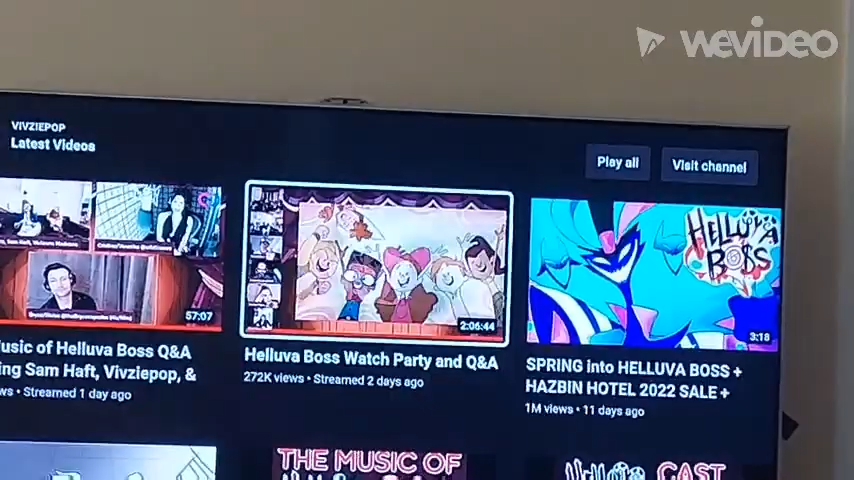 WEVIDEO
VIVZIEPOP
Latest Videos
Play all
Visit channel
57:07
2:06:44
HELLUVA
BOSS
3:18
usic of Helluva Boss Q&A
ing Sam Haft, Vivziepop, &
ws • Streamed 1 day ago
Helluva Boss Watch Party and Q&A
272K views • Streamed 2 days ago
SPRING into HELLUVA BOSS +
HAZBIN HOTEL 2022 SALE +
1M views • 11 days ago
THE MUSIC OF
CAST